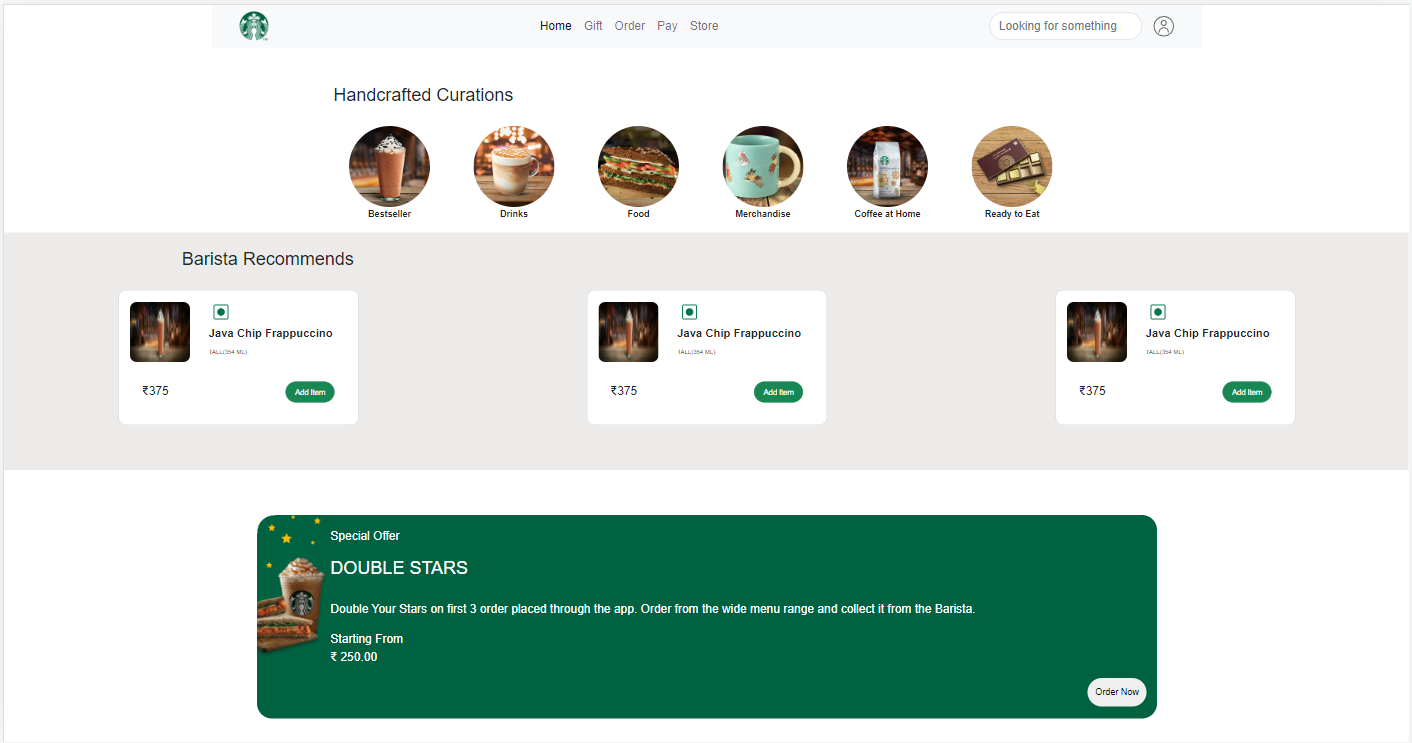 Home Gift Order Pay Store Looking for something
Handcrafted Curations
Bestseller Drinks Food Merchandise Coffee at Home Ready to Eat
Barista Recommends
Java Chip Frappuccino
TALL(354 ML)
₹375 Add Item
Java Chip Frappuccino
TALL(354 ML)
₹375 Add Item
Java Chip Frappuccino
TALL(354 ML)
₹375 Add Item
Special Offer
DOUBLE STARS
Double Your Stars on first 3 order placed through the app. Order from the wide menu range and collect it from the Barista.
Starting From
₹ 250.00
Order Now